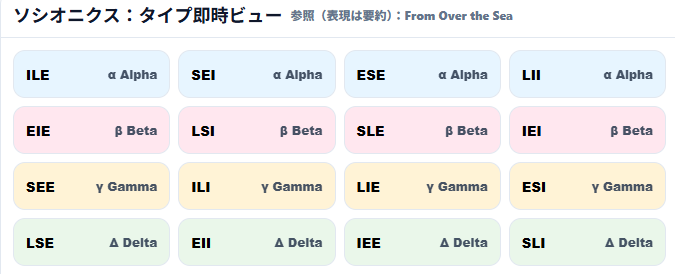 ソシオニクス：タイプ即時ビュー 参照（表現は要約）：From Over the Sea
ILE α Alpha SEI α Alpha ESE α Alpha LII α Alpha
EIE β Beta LSI β Beta SLE β Beta IEI β Beta
SEE γ Gamma ILI γ Gamma LIE γ Gamma ESI γ Gamma
LSE Δ Delta EII Δ Delta IEE Δ Delta SLI Δ Delta